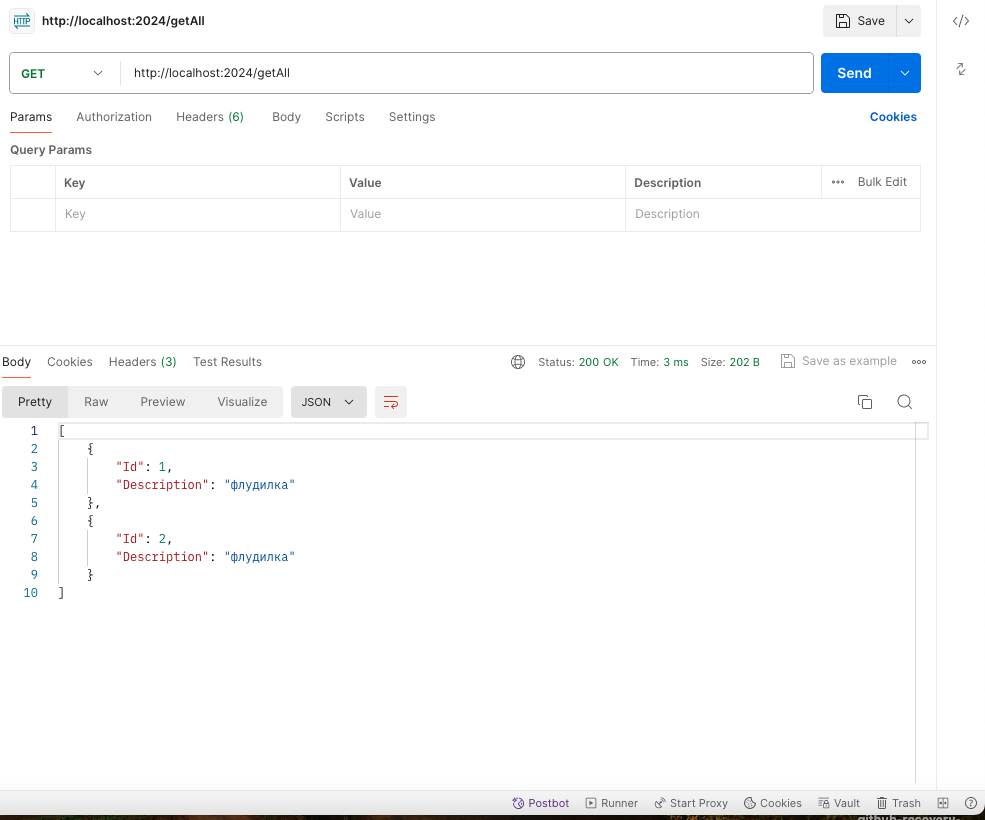 HTTP http://localhost:2024/getAll Save
GET http://localhost:2024/getAll Send
Params Authorization Headers (6) Body Scripts Settings Cookies
Query Params
Key Value Description ••• Bulk Edit
Key Value Description
Body Cookies Headers (3) Test Results Status: 200 OK Time: 3 ms Size: 202 B Save as example
Pretty Raw Preview Visualize JSON
1 [
2 {
3 "Id": 1,
4 "Description": "флудилка"
5 },
6 {
7 "Id": 2,
8 "Description": "флудилка"
9 }
10 ]
Postbot Runner Start Proxy Cookies Vault Trash
github-recovery-